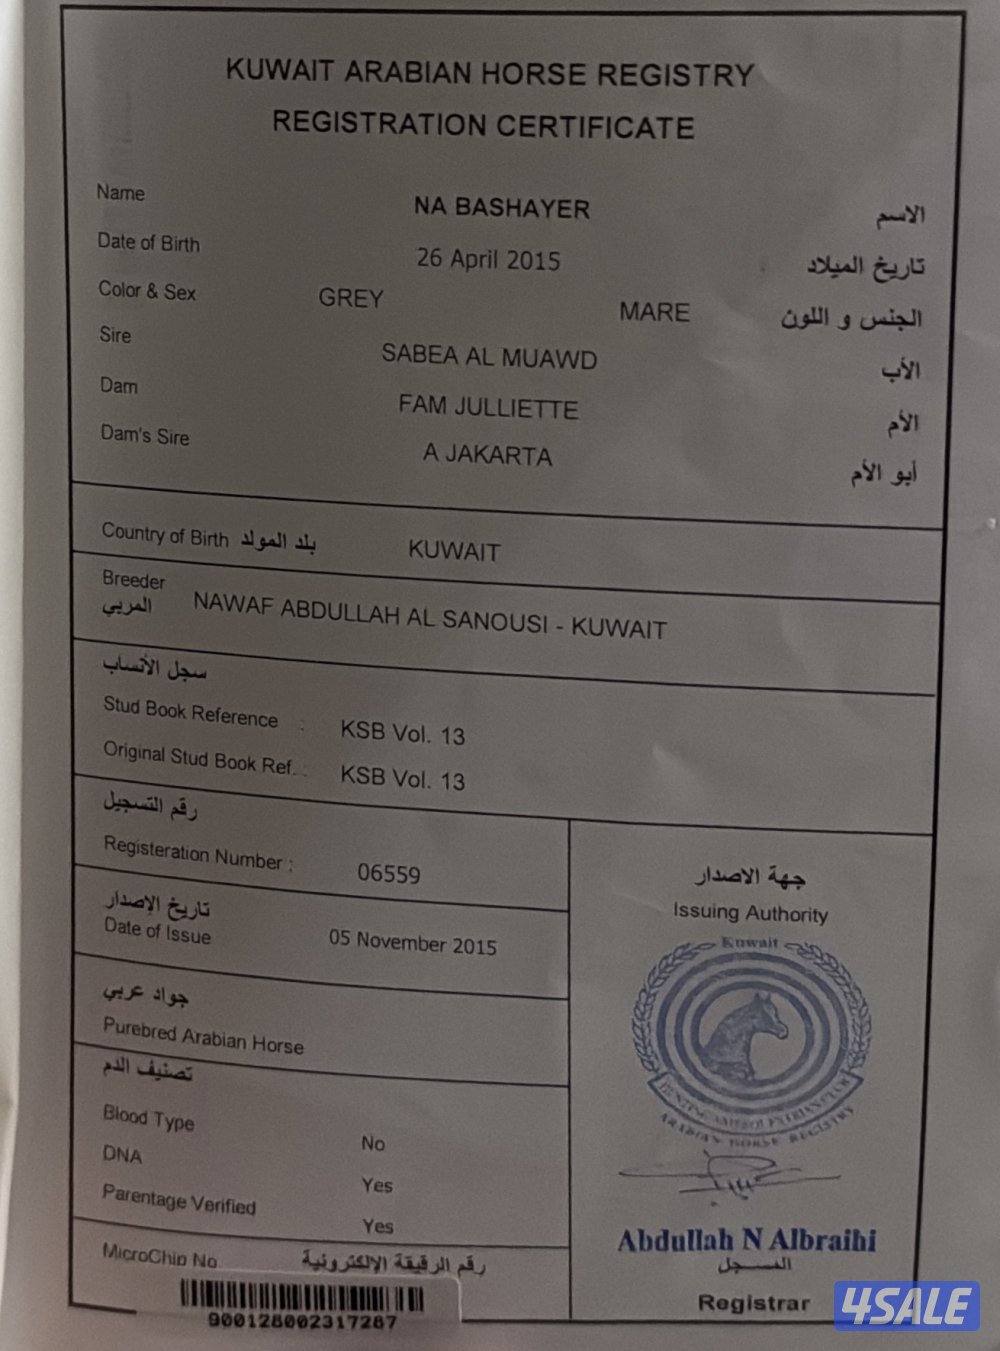 KUWAIT ARABIAN HORSE REGISTRY
REGISTRATION CERTIFICATE
Name NA BASHAYER الاسم
Date of Birth 26 April 2015 تاريخ الميلاد
Color & Sex GREY MARE الجنس و اللون
Sire SABEA AL MUAWD الأب
Dam FAM JULLIETTE الأم
Dam's Sire A JAKARTA أبو الأم
Country of Birth بلد المولد KUWAIT
Breeder
المربي NAWAF ABDULLAH AL SANOUSI - KUWAIT
سجل الأنساب
Stud Book Reference : KSB Vol. 13
Original Stud Book Ref. : KSB Vol. 13
رقم التسجيل
Registeration Number : 06559
تاريخ الإصدار
Date of Issue 05 November 2015
جواد عربي
Purebred Arabian Horse
تصنيف الدم
Blood Type No
DNA Yes
Parentage Verified Yes
MicroChip No رقم الرقيقة الإلكترونية
900128002317287
جهة الاصدار
Issuing Authority
Kuwait
ARABIAN HORSE REGISTRY
Abdullah N Albraihi
المسجل
Registrar
4SALE